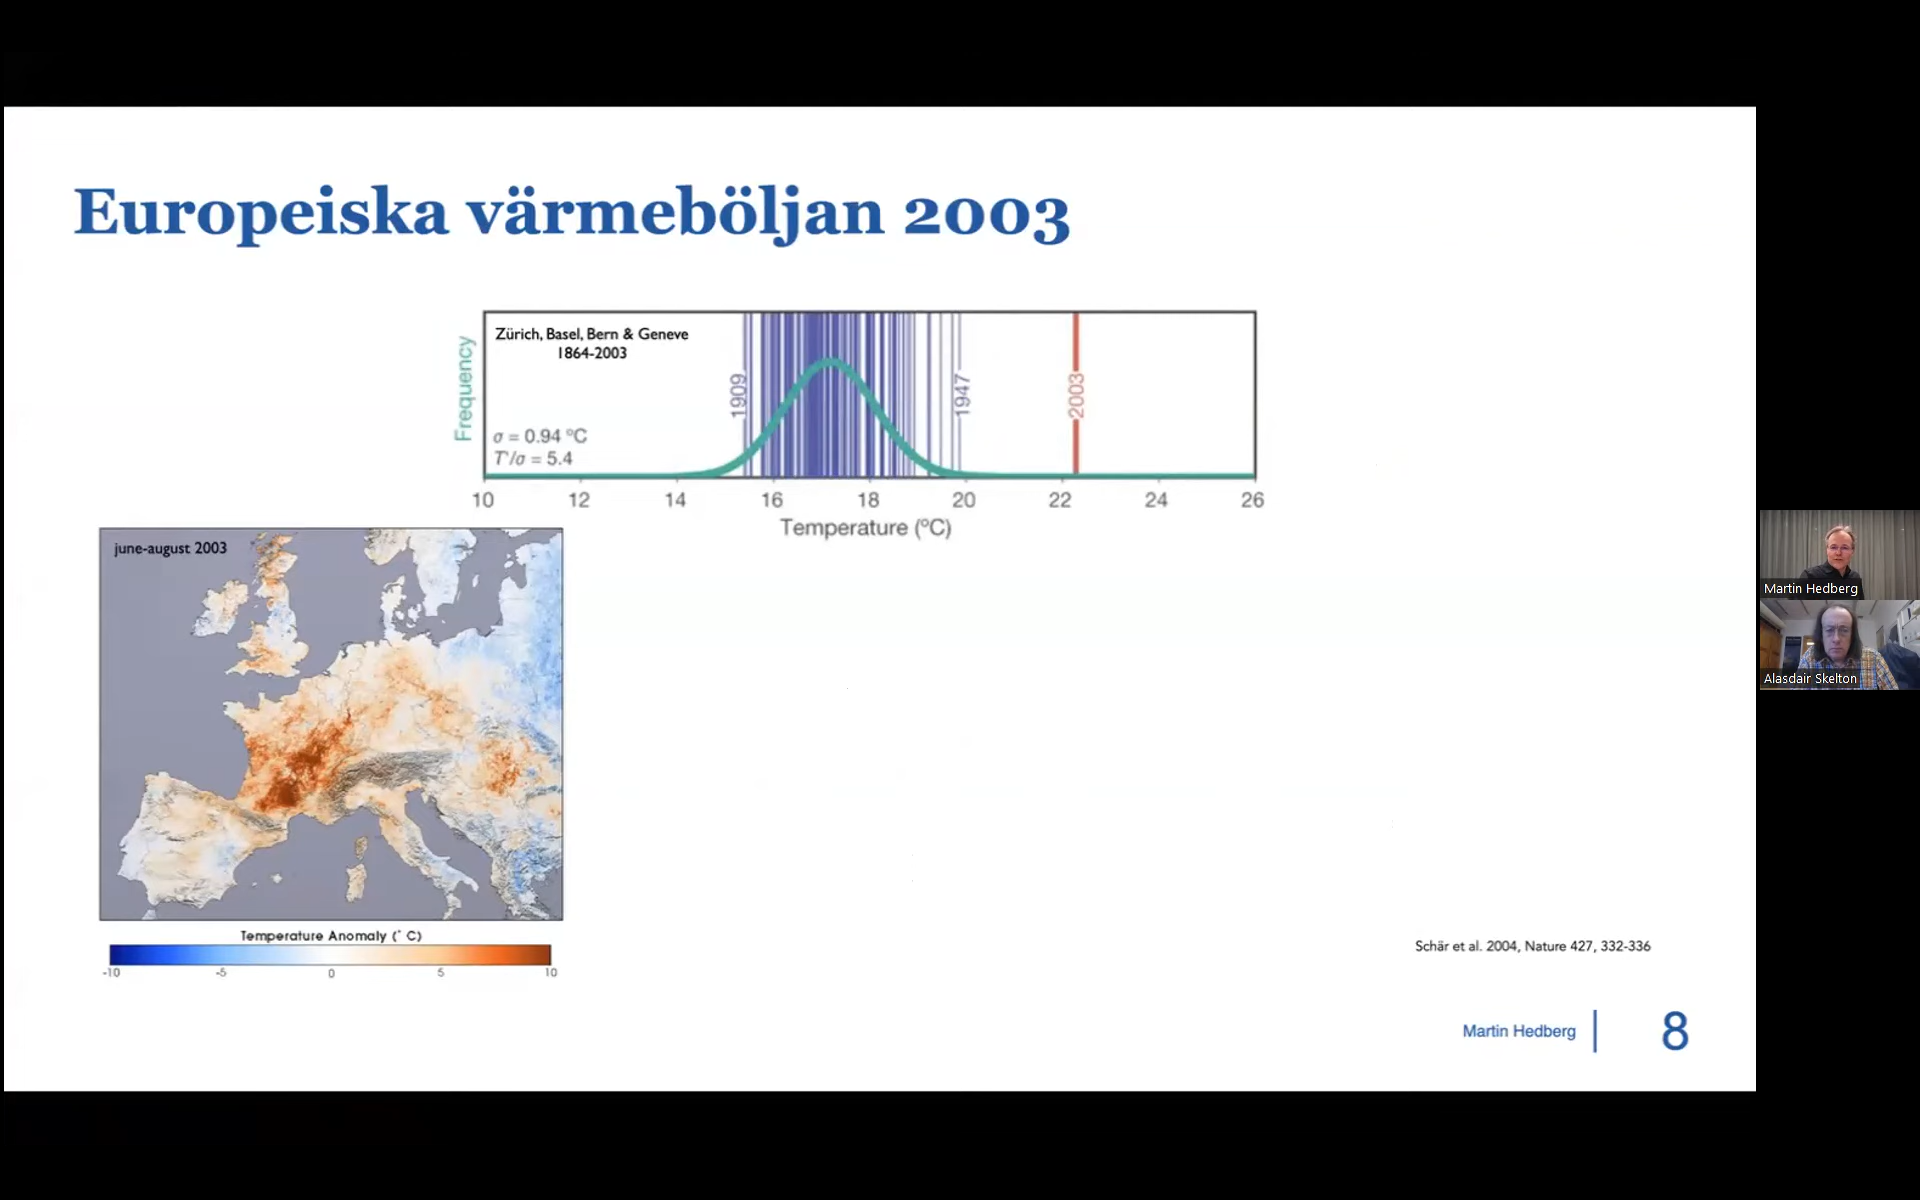 Europeiska värmeböljan 2003
Zürich, Basel, Bern & Geneve
1864-2003
Frequency
1909
1947
2003
σ = 0.94 ºC
T'/σ = 5.4
10 12 14 16 18 20 22 24 26
Temperature (ºC)
june-august 2003
Temperature Anomaly (° C)
-10 -5 0 5 10
Martin Hedberg
Alasdair Skelton
Schär et al. 2004, Nature 427, 332-336
Martin Hedberg 8